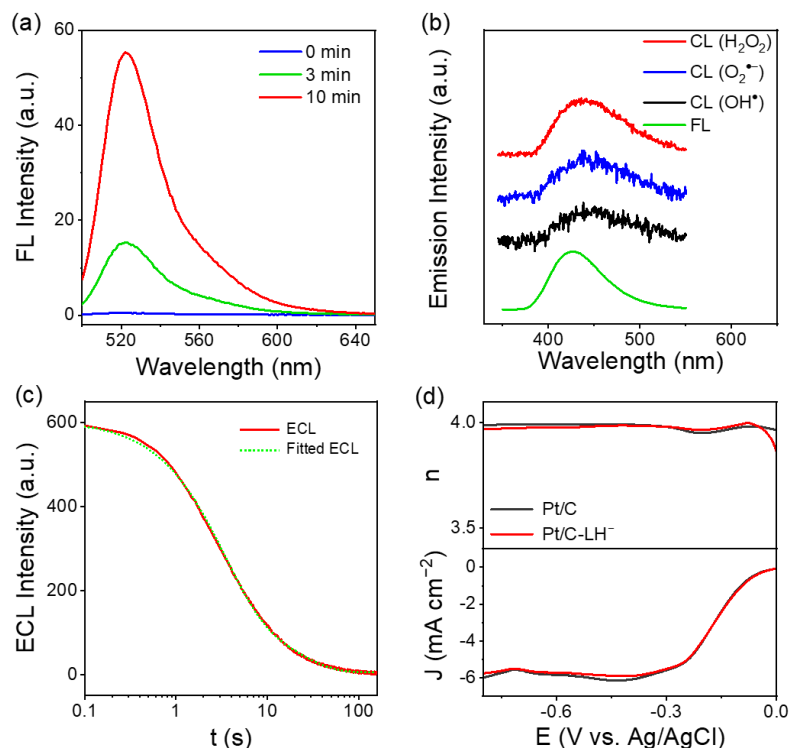 (a)
60
40
20
0
FL Intensity (a.u.)
0 min
3 min
10 min
520
560
600
640
Wavelength (nm)
(b)
Emission Intensity (a.u.)
CL (H₂O₂)
CL (O₂•−)
CL (OH•)
FL
400
500
600
Wavelength (nm)
(c)
600
400
200
0
ECL Intensity (a.u.)
ECL
Fitted ECL
0.1
1
10
100
t (s)
(d)
4.0
n
3.5
Pt/C
Pt/C-LH⁻
0
-2
-4
-6
J (mA cm⁻²)
-0.6
-0.3
0.0
E (V vs. Ag/AgCl)